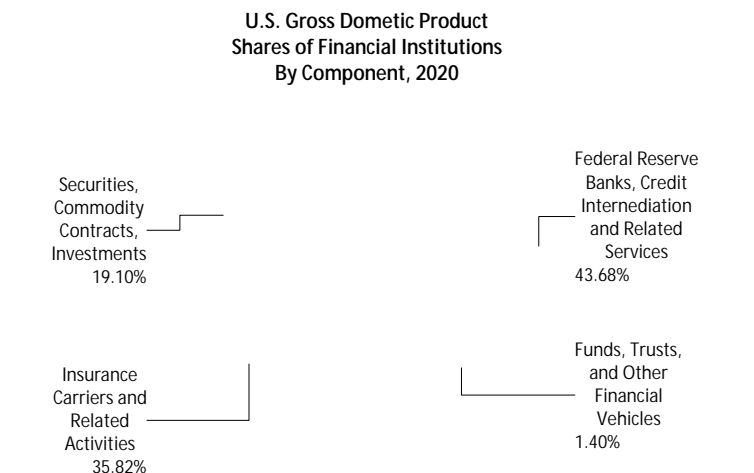 U.S. Gross Dometic Product
Shares of Financial Institutions
By Component, 2020
Securities,
Commodity
Contracts,
Investments
19.10%
Federal Reserve
Banks, Credit
Internediation
and Related
Services
43.68%
Insurance
Carriers and
Related
Activities
35.82%
Funds, Trusts,
and Other
Financial
Vehicles
1.40%